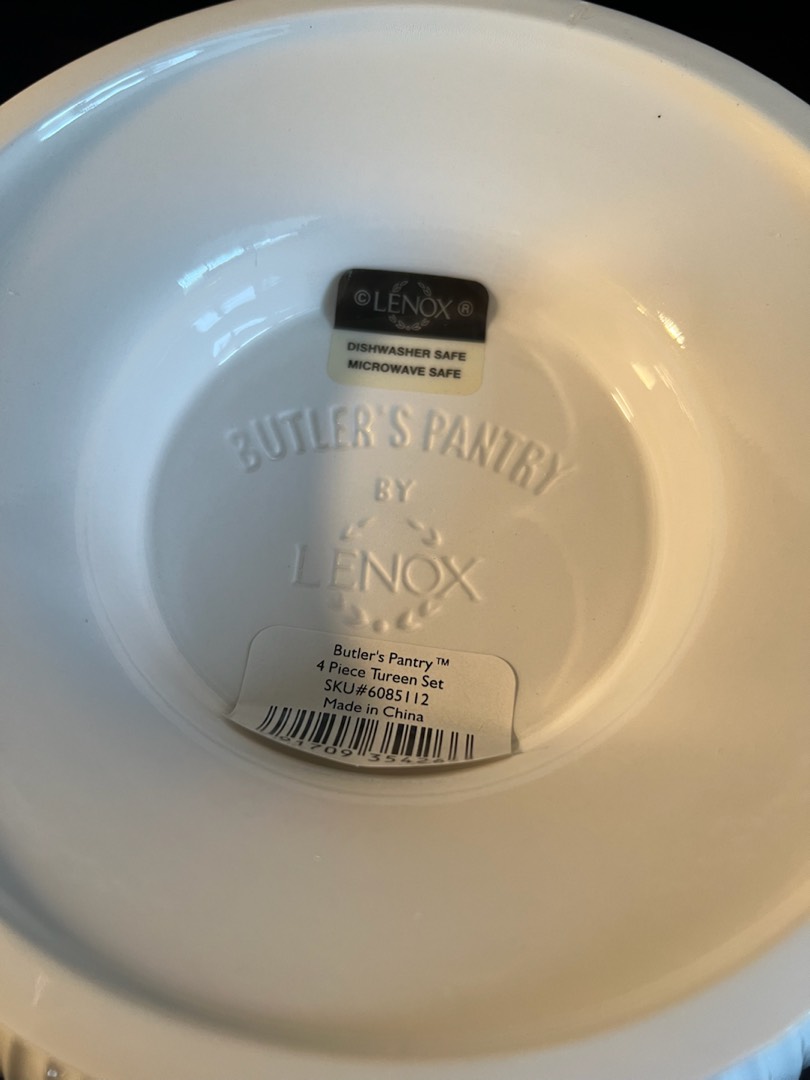 © LENOX ®
DISHWASHER SAFE
MICROWAVE SAFE
BUTLER'S PANTRY
BY
LENOX
Butler's Pantry™
4 Piece Tureen Set
SKU#6085112
Made in China